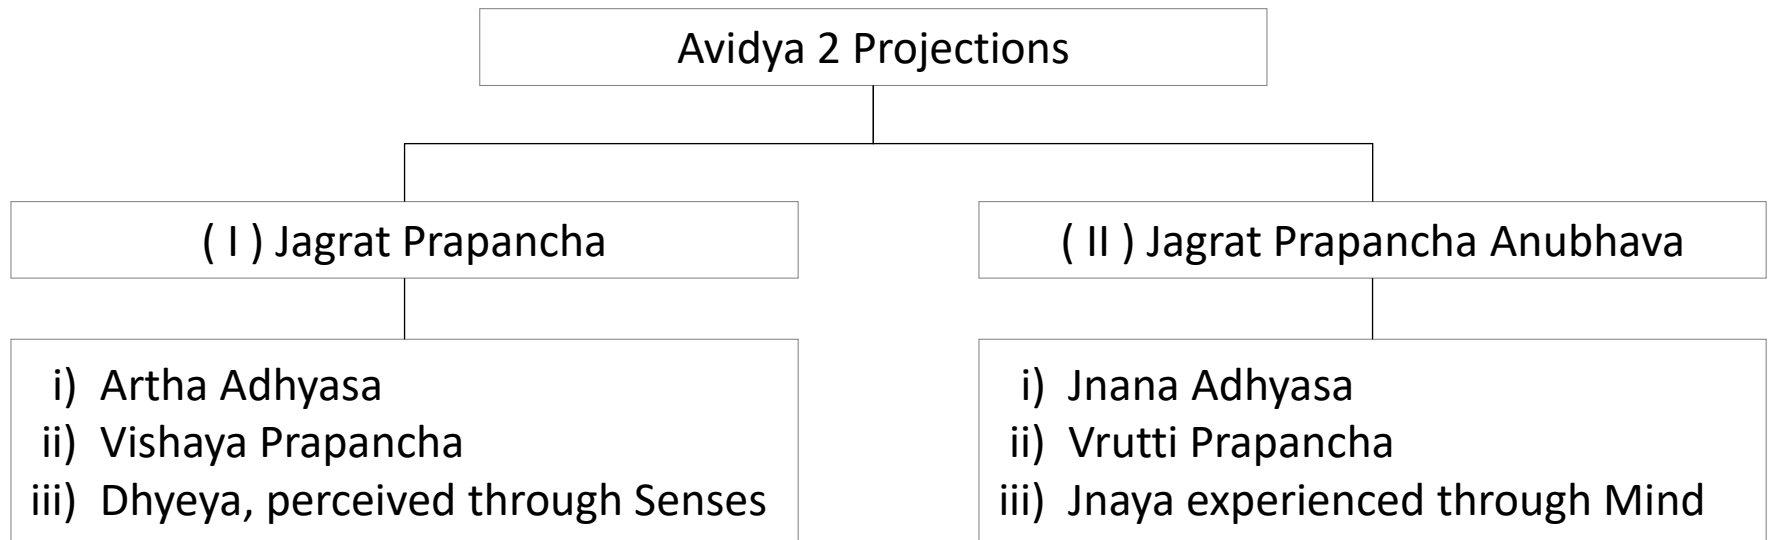 Avidya 2 Projections
( I ) Jagrat Prapancha
( II ) Jagrat Prapancha Anubhava
i) Artha Adhyasa
ii) Vishaya Prapancha
iii) Dhyeya, perceived through Senses
i) Jnana Adhyasa
ii) Vrutti Prapancha
iii) Jnaya experienced through Mind